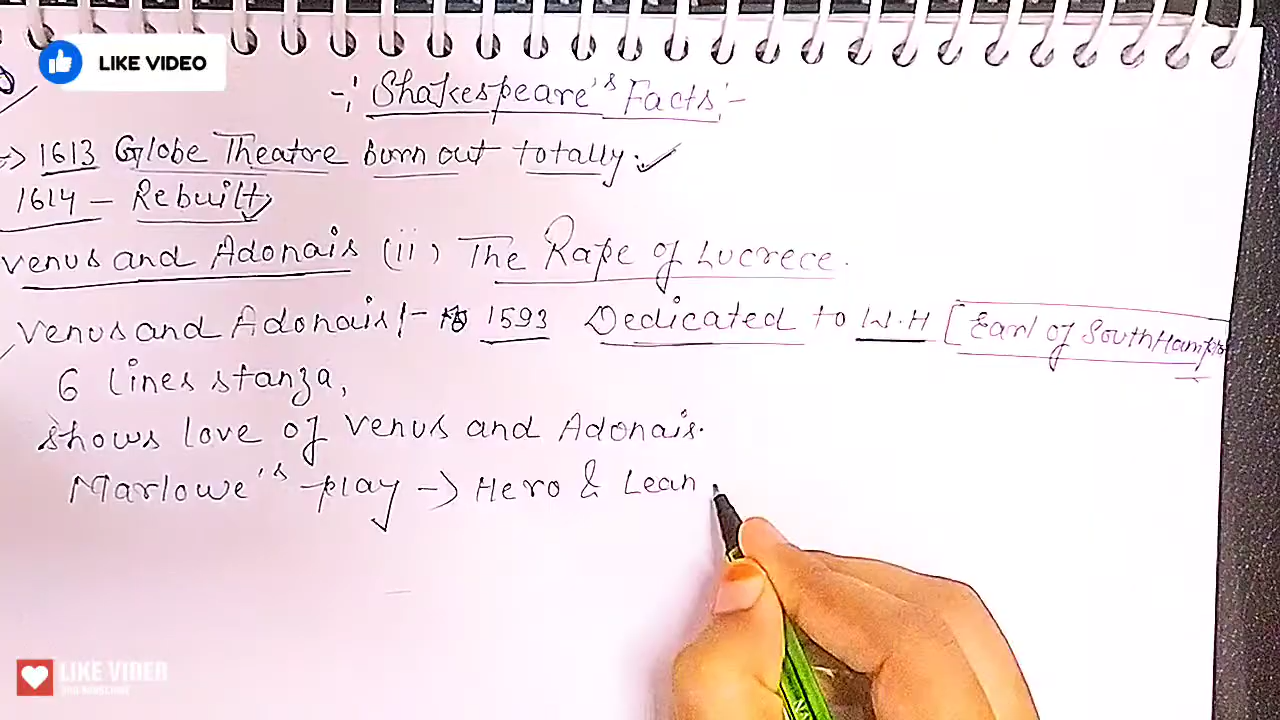 LIKE VIDEO
-: Shakespeare's Facts :-
-> 1613 Globe Theatre burn out totally.
1614 - Rebuilt
Venus and Adonais (ii) The Rape of Lucrece.
Venus and Adonais :- 1593 Dedicated to W.H [Earl of SouthHampton
6 lines stanza,
shows love of Venus and Adonais.
Marlowe's play -> Hero & Lean
LIKE VIDER